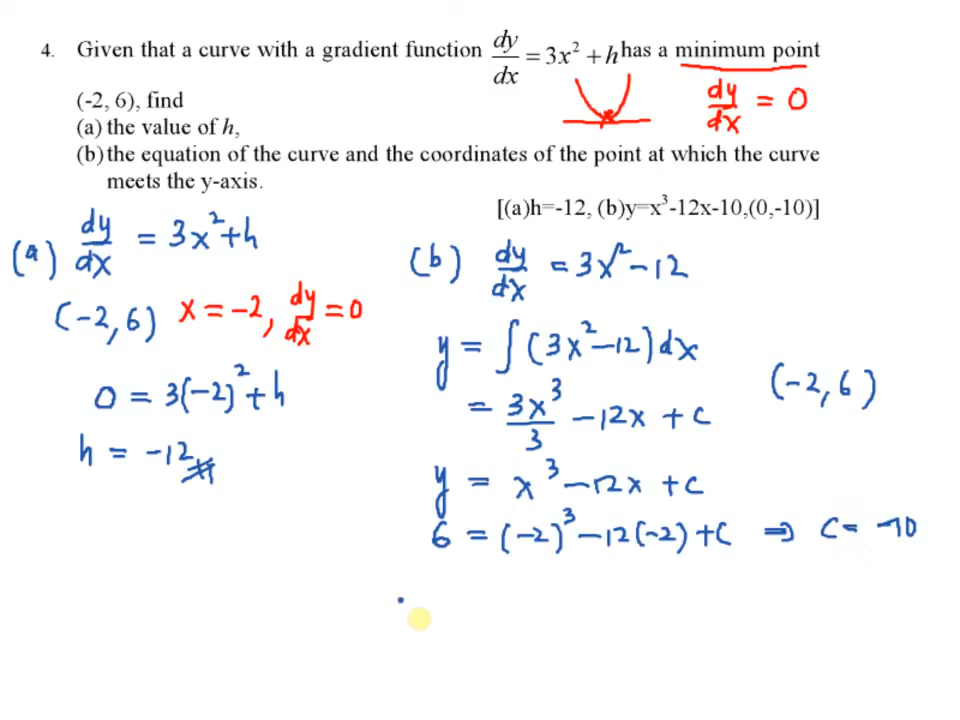 4. Given that a curve with a gradient function dy/dx = 3x² + h has a minimum point
(-2, 6), find
dy/dx = 0
(a) the value of h,
(b) the equation of the curve and the coordinates of the point at which the curve
meets the y-axis.
[(a)h=-12, (b)y=x³-12x-10,(0,-10)]
(a) dy/dx = 3x² + h
(-2, 6) x = -2, dy/dx = 0
0 = 3(-2)² + h
h = -12
(b) dy/dx = 3x² - 12
y = ∫(3x² - 12)dx
(-2, 6)
= 3x³/3 - 12x + c
y = x³ - 12x + c
6 = (-2)³ - 12(-2) + c ⇒ c = -10